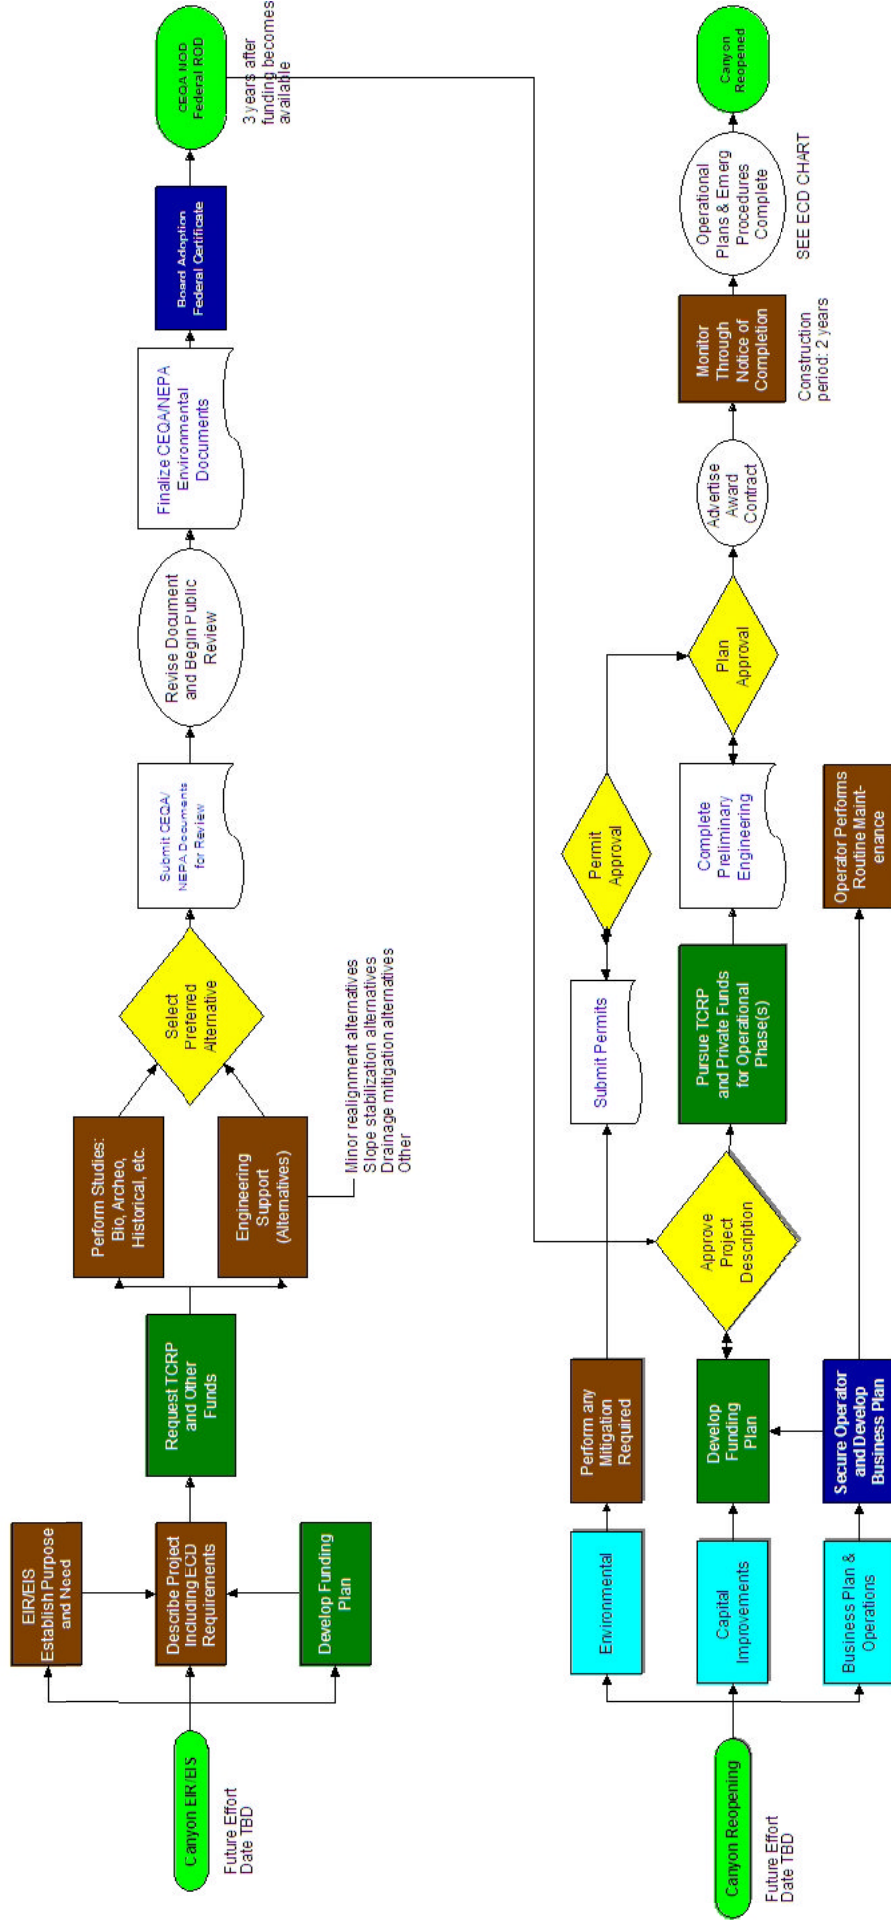 Canyon EIR/EIS
Future Effort
Date TBD
EIR/EIS
Establish Purpose
and Need
Describe Project
Including ECD
Requirements
Develop Funding
Plan
Request TCRP
and Other
Funds
Perform Studies:
Bio, Archeo,
Historical, etc.
Engineering
Support
(Alternatives)
Minor realignment alternatives
Slope stabilization alternatives
Drainage mitigation alternatives
Other
Select
Preferred
Alternative
Submit CEQA/
NEPA Documents
for Review
Revise Document
and Begin Public
Review
Finalize CEQA/NEPA
Environmental
Documents
Board Adoption
Federal Certificate
CEQA NOD
Federal ROD
3 years after
funding becomes
available
Canyon Reopening
Future Effort
Date TBD
Environmental
Capital
Improvements
Business Plan &
Operations
Perform any
Mitigation
Required
Develop
Funding
Plan
Secure Operator
and Develop
Business Plan
Approve
Project
Description
Submit Permits
Pursue TCRP
and Private Funds
for Operational
Phase(s)
Permit
Approval
Complete
Preliminary
Engineering
Operator Performs
Routine Maint-
enance
Plan
Approval
Advertise
Award
Contract
Monitor
Through
Notice of
Completion
Construction
period: 2 years
Operational
Plans & Emerg
Procedures
Complete
SEE ECD CHART
Canyon
Reopened